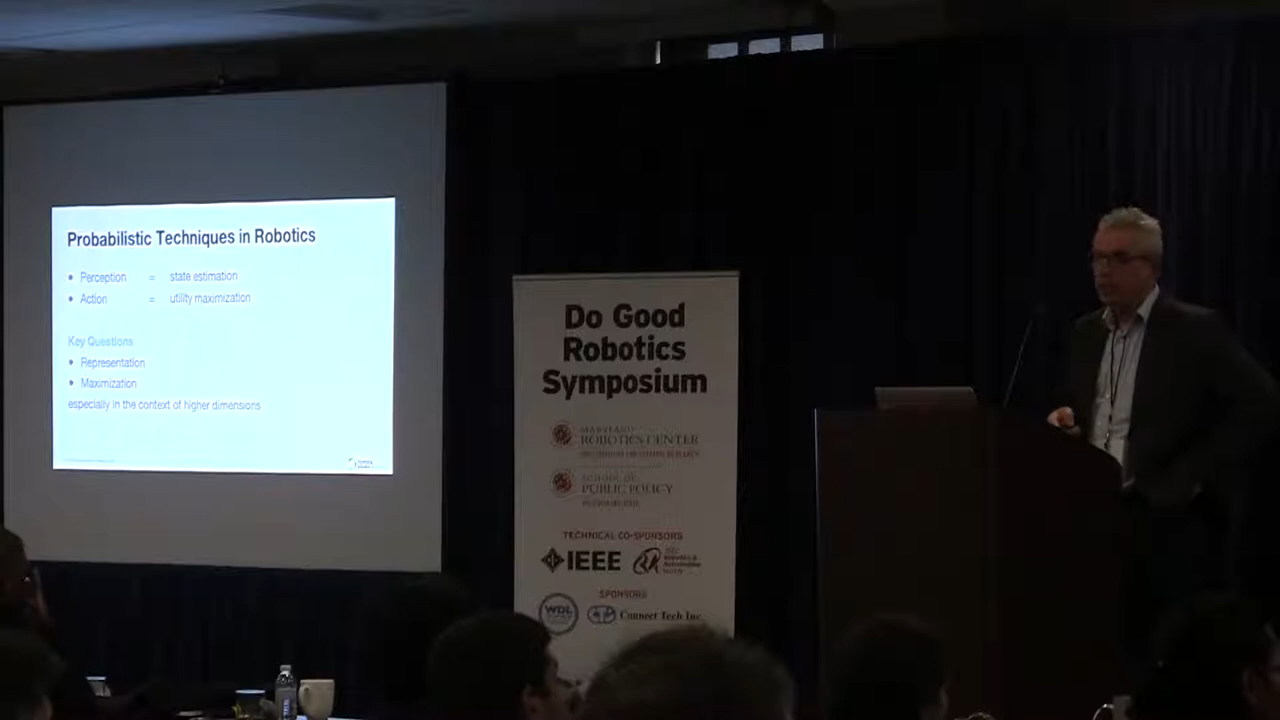 Probabilistic Techniques in Robotics
• Perception = state estimation
• Action = utility maximization
Key Questions
• Representation
• Maximization
especially in the context of higher dimensions
Do Good
Robotics
Symposium
MARYLAND
ROBOTICS CENTER
SCHOOL OF
PUBLIC POLICY
TECHNICAL CO-SPONSORS
IEEE
SPONSORS
WDL
Connect Tech Inc.